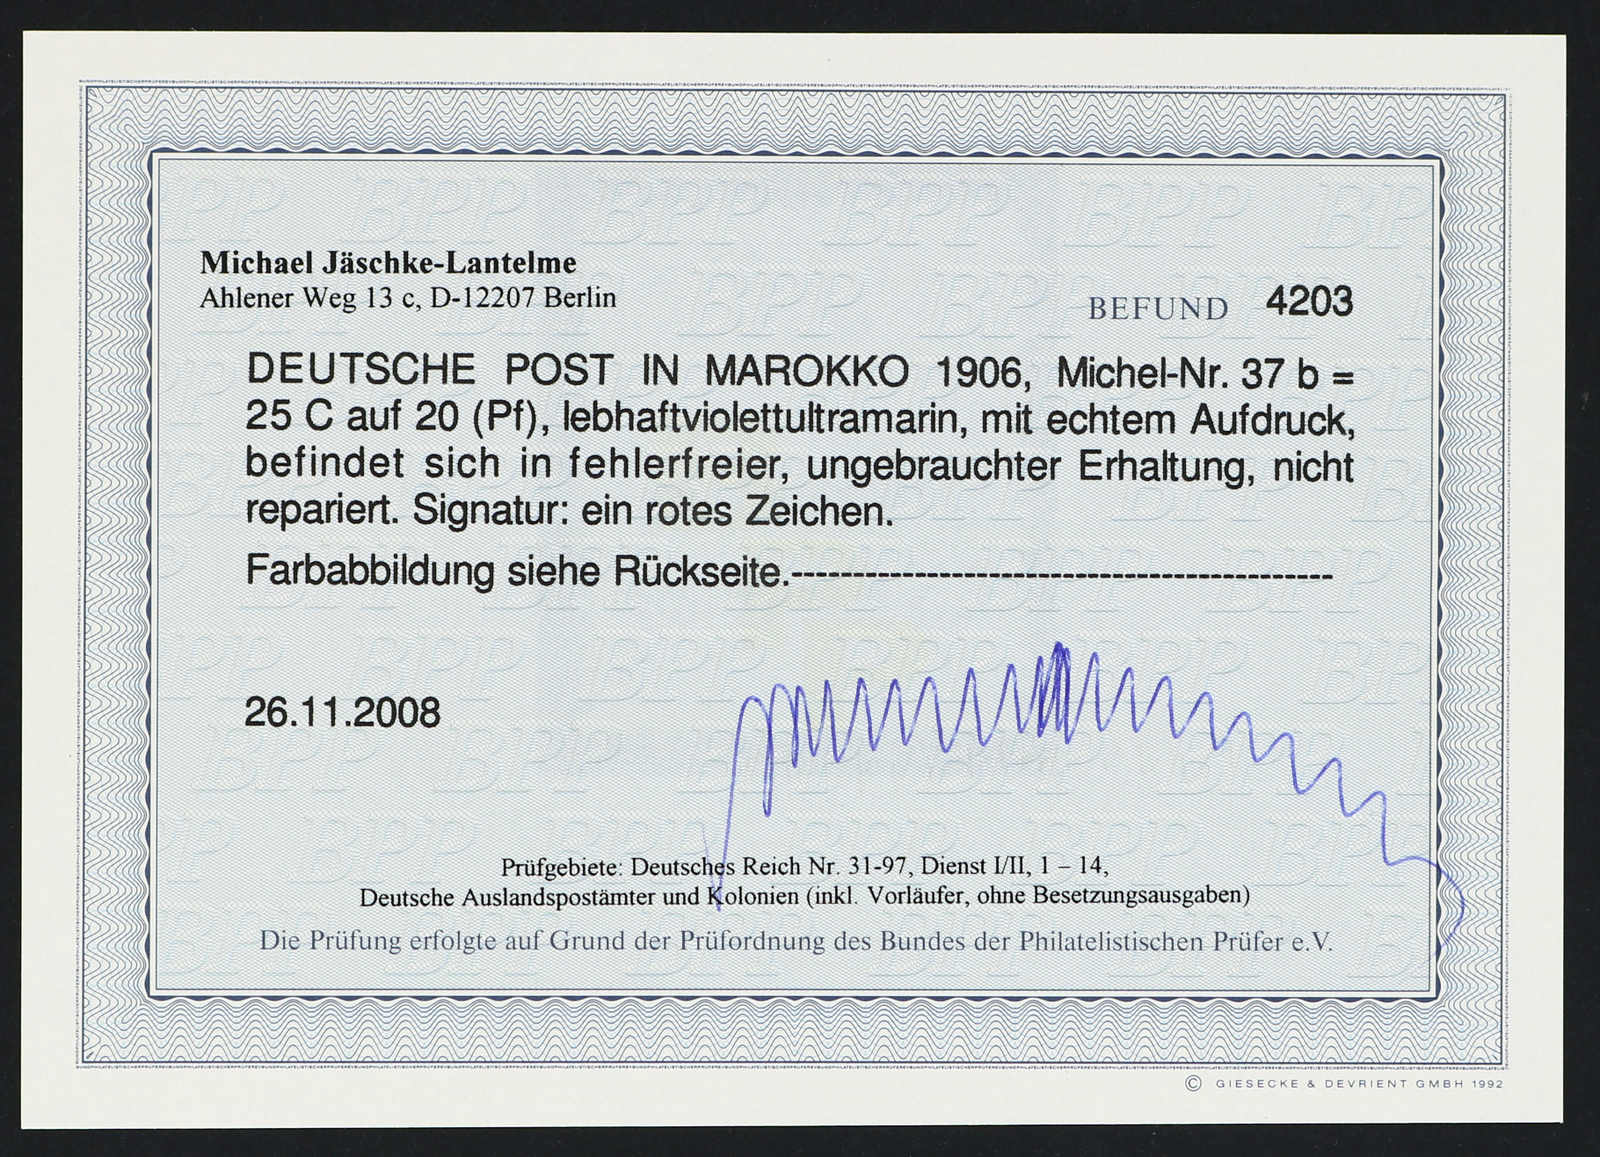 Michael Jäschke-Lantelme
Ahlener Weg 13 c, D-12207 Berlin
BEFUND 4203
DEUTSCHE POST IN MAROKKO 1906, Michel-Nr. 37 b =
25 C auf 20 (Pf), lebhaftviolettultramarin, mit echtem Aufdruck,
befindet sich in fehlerfreier, ungebrauchter Erhaltung, nicht
repariert. Signatur: ein rotes Zeichen.
Farbabbildung siehe Rückseite.--------------------------------------------
26.11.2008
Prüfgebiete: Deutsches Reich Nr. 31-97, Dienst I/II, 1 – 14,
Deutsche Auslandspostämter und Kolonien (inkl. Vorläufer, ohne Besetzungsausgaben)
Die Prüfung erfolgte auf Grund der Prüfordnung des Bundes der Philatelistischen Prüfer e.V.
© GIESECKE & DEVRIENT GMBH 1992